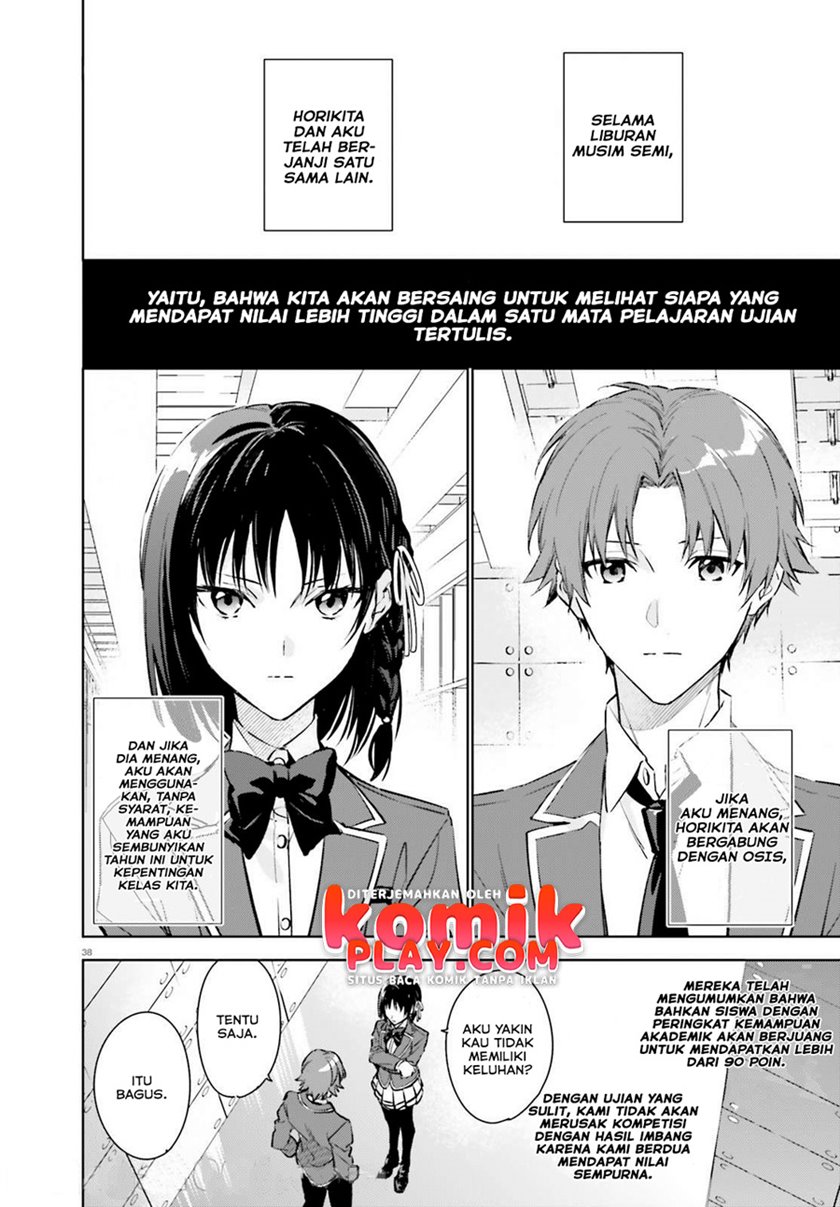 SELAMA
LIBURAN
MUSIM SEMI,
HORIKITA
DAN AKU
TELAH BER-
JANJI SATU
SAMA LAIN.
YAITU, BAHWA KITA AKAN BERSAING UNTUK MELIHAT SIAPA YANG
MENDAPAT NILAI LEBIH TINGGI DALAM SATU MATA PELAJARAN UJIAN
TERTULIS.
JIKA
AKU MENANG,
HORIKITA AKAN
BERGABUNG
DENGAN OSIS,
DAN JIKA
DIA MENANG,
AKU AKAN
MENGGUNA-
KAN, TANPA
SYARAT, KE-
MAMPUAN
YANG AKU
SEMBUNYIKAN
TAHUN INI UNTUK
KEPENTINGAN
KELAS KITA.
DITERJEMAHKAN OLEH
komik
PLAY.COM
SITUS BACA KOMIK TANPA IKLAN
38
MEREKA TELAH
MENGUMUMKAN BAHWA
BAHKAN SISWA DENGAN
PERINGKAT KEMAMPUAN
AKADEMIK AKAN BERJUANG
UNTUK MENDAPATKAN LEBIH
DARI 90 POIN.
DENGAN UJIAN YANG
SULIT, KAMI TIDAK AKAN
MERUSAK KOMPETISI
DENGAN HASIL IMBANG
KARENA KAMI BERDUA
MENDAPAT NILAI
SEMPURNA.
AKU YAKIN
KAU TIDAK
MEMILIKI
KELUHAN?
TENTU
SAJA.
ITU
BAGUS.